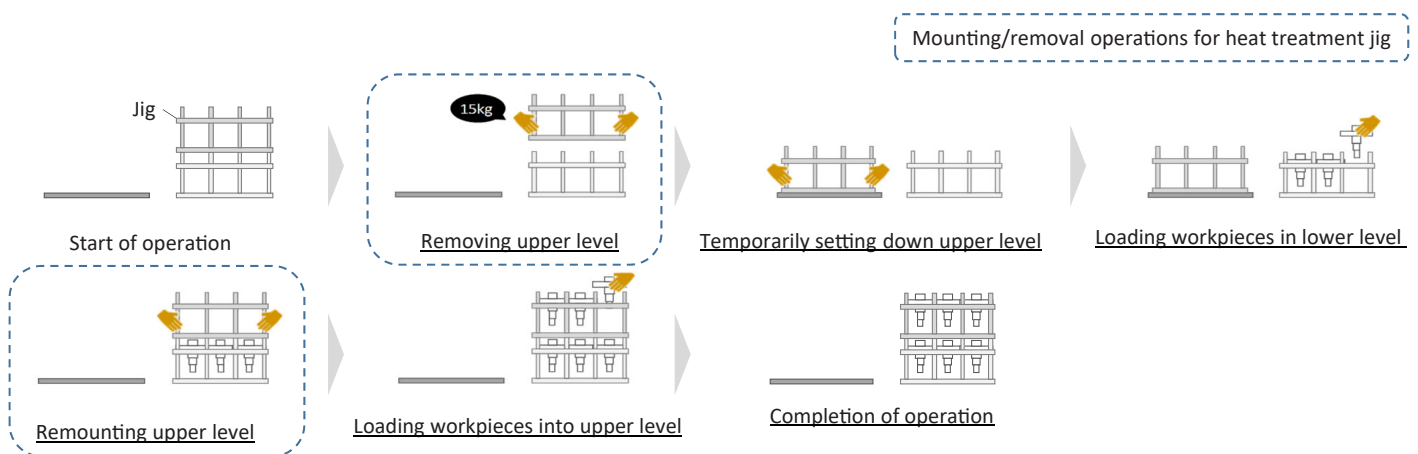 Mounting/removal operations for heat treatment jig
Jig
15kg
Start of operation
Removing upper level
Temporarily setting down upper level
Loading workpieces in lower level
Remounting upper level
Loading workpieces into upper level
Completion of operation